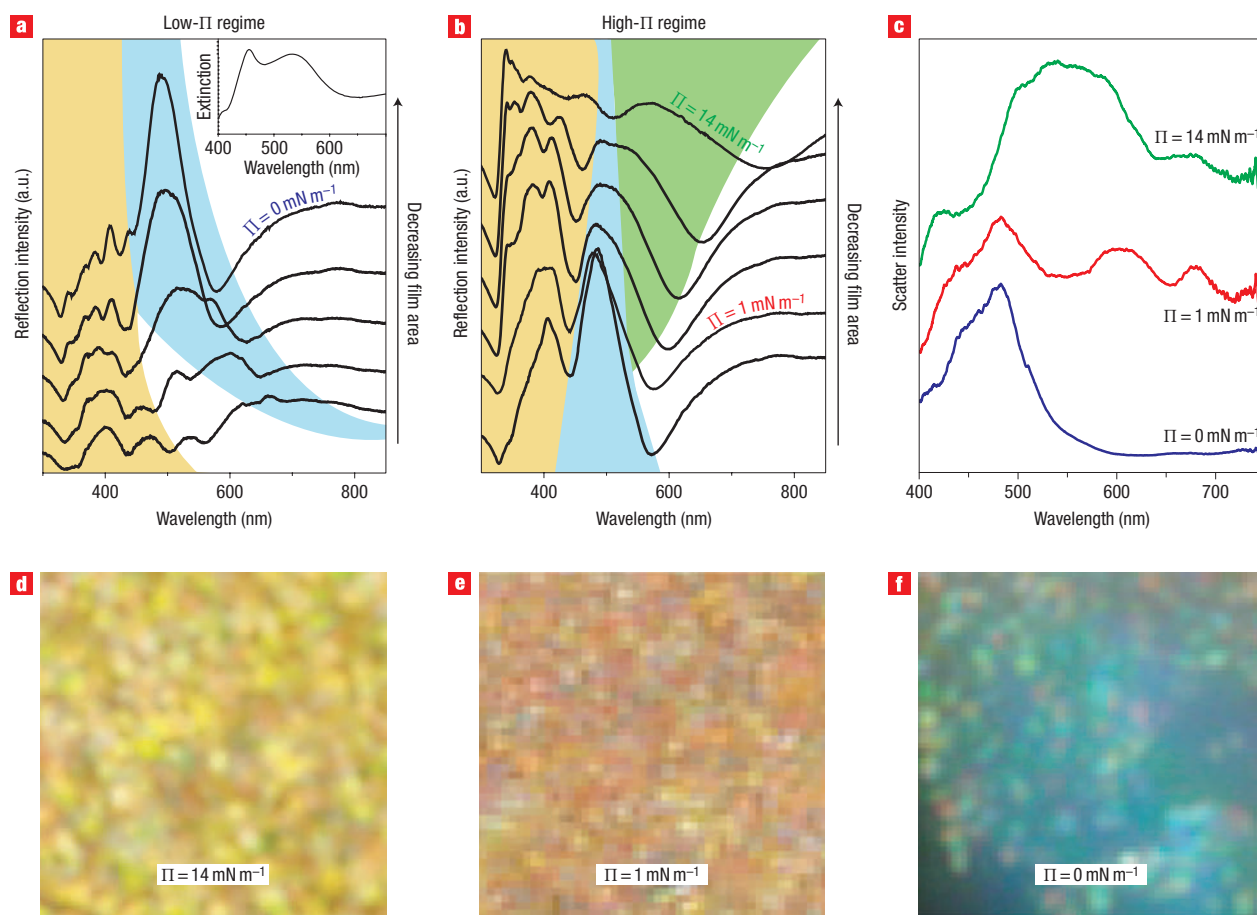 a
Low-Π regime
Reflection intensity (a.u.)
Extinction
400 500 600
Wavelength (nm)
Π = 0 mN m⁻¹
Decreasing film area
400 600 800
Wavelength (nm)
b
High-Π regime
Reflection intensity (a.u.)
Π = 14 mN m⁻¹
Π = 1 mN m⁻¹
Decreasing film area
400 600 800
Wavelength (nm)
c
Scatter intensity
Π = 14 mN m⁻¹
Π = 1 mN m⁻¹
Π = 0 mN m⁻¹
400 500 600 700
Wavelength (nm)
d
Π = 14 mN m⁻¹
e
Π = 1 mN m⁻¹
f
Π = 0 mN m⁻¹